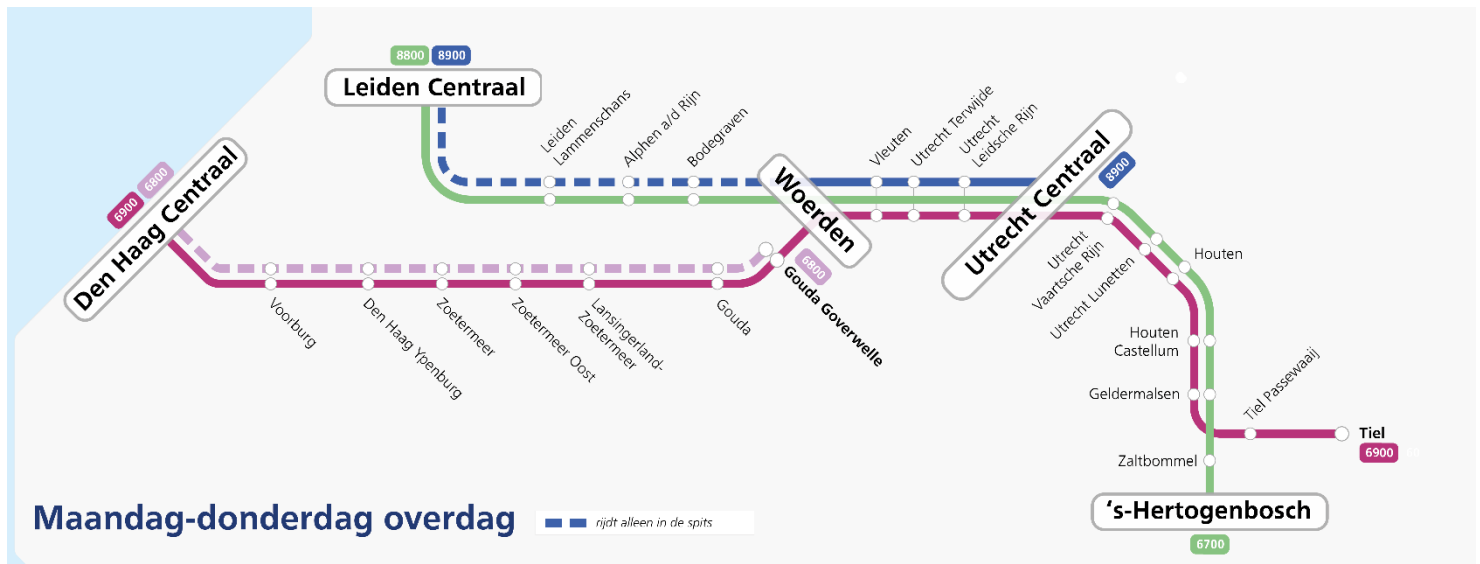 8800
8900
Leiden Centraal
Leiden
Lammenschans
Alphen a/d Rijn
Bodegraven
Woerden
Vleuten
Utrecht Terwijde
Utrecht
Leidsche Rijn
Utrecht Centraal
8900
6900
6800
Den Haag Centraal
Voorburg
Den Haag Ypenburg
Zoetermeer
Zoetermeer Oost
Lansingerland-
Zoetermeer
Gouda
6800
Gouda Goverwelle
Utrecht
Vaartsche Rijn
Utrecht Lunetten
Houten
Houten
Castellum
Geldermalsen
Tiel Passewaaij
Tiel
6900
Zaltbommel
‘s-Hertogenbosch
6700
Maandag-donderdag overdag
rijdt alleen in de spits